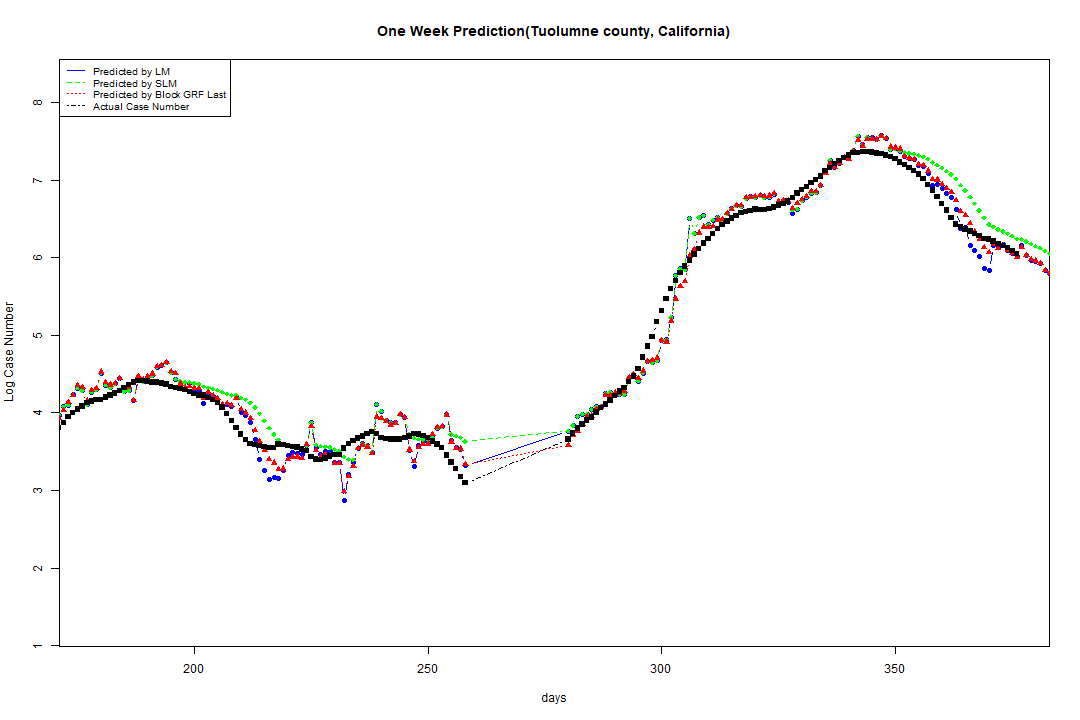 One Week Prediction(Tuolumne county, California)
Predicted by LM
Predicted by SLM
Predicted by Block GRF Last
Actual Case Number
8
7
6
5
4
3
2
1
Log Case Number
200
250
300
350
days